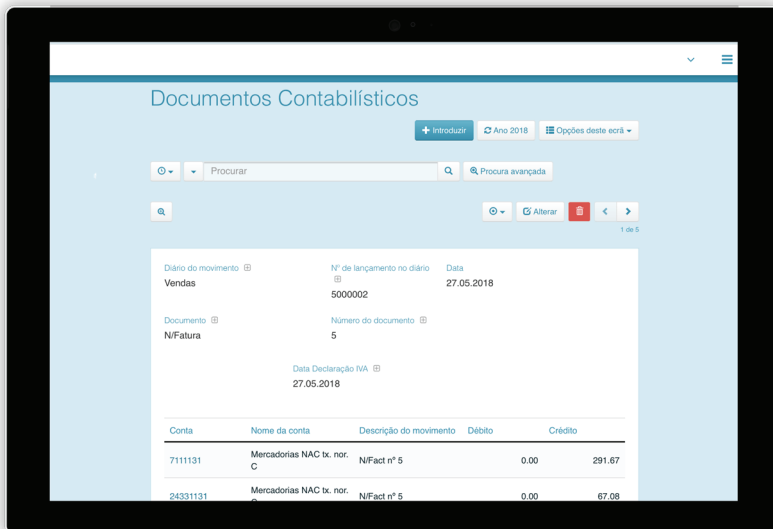 Documentos Contabilísticos
Introduzir
Ano 2018
Opções deste ecrã
Procurar
Procura avançada
Alterar
1 de 5
Diário do movimento
Nº de lançamento no diário
Data
Vendas
5000002
27.05.2018
Documento
Número do documento
N/Fatura
5
Data Declaração IVA
27.05.2018
Conta Nome da conta Descrição do movimento Débito Crédito
7111131 Mercadorias NAC tx. nor. C N/Fact nº 5 0.00 291.67
24331131 Mercadorias NAC tx. nor. N/Fact nº 5 0.00 67.08